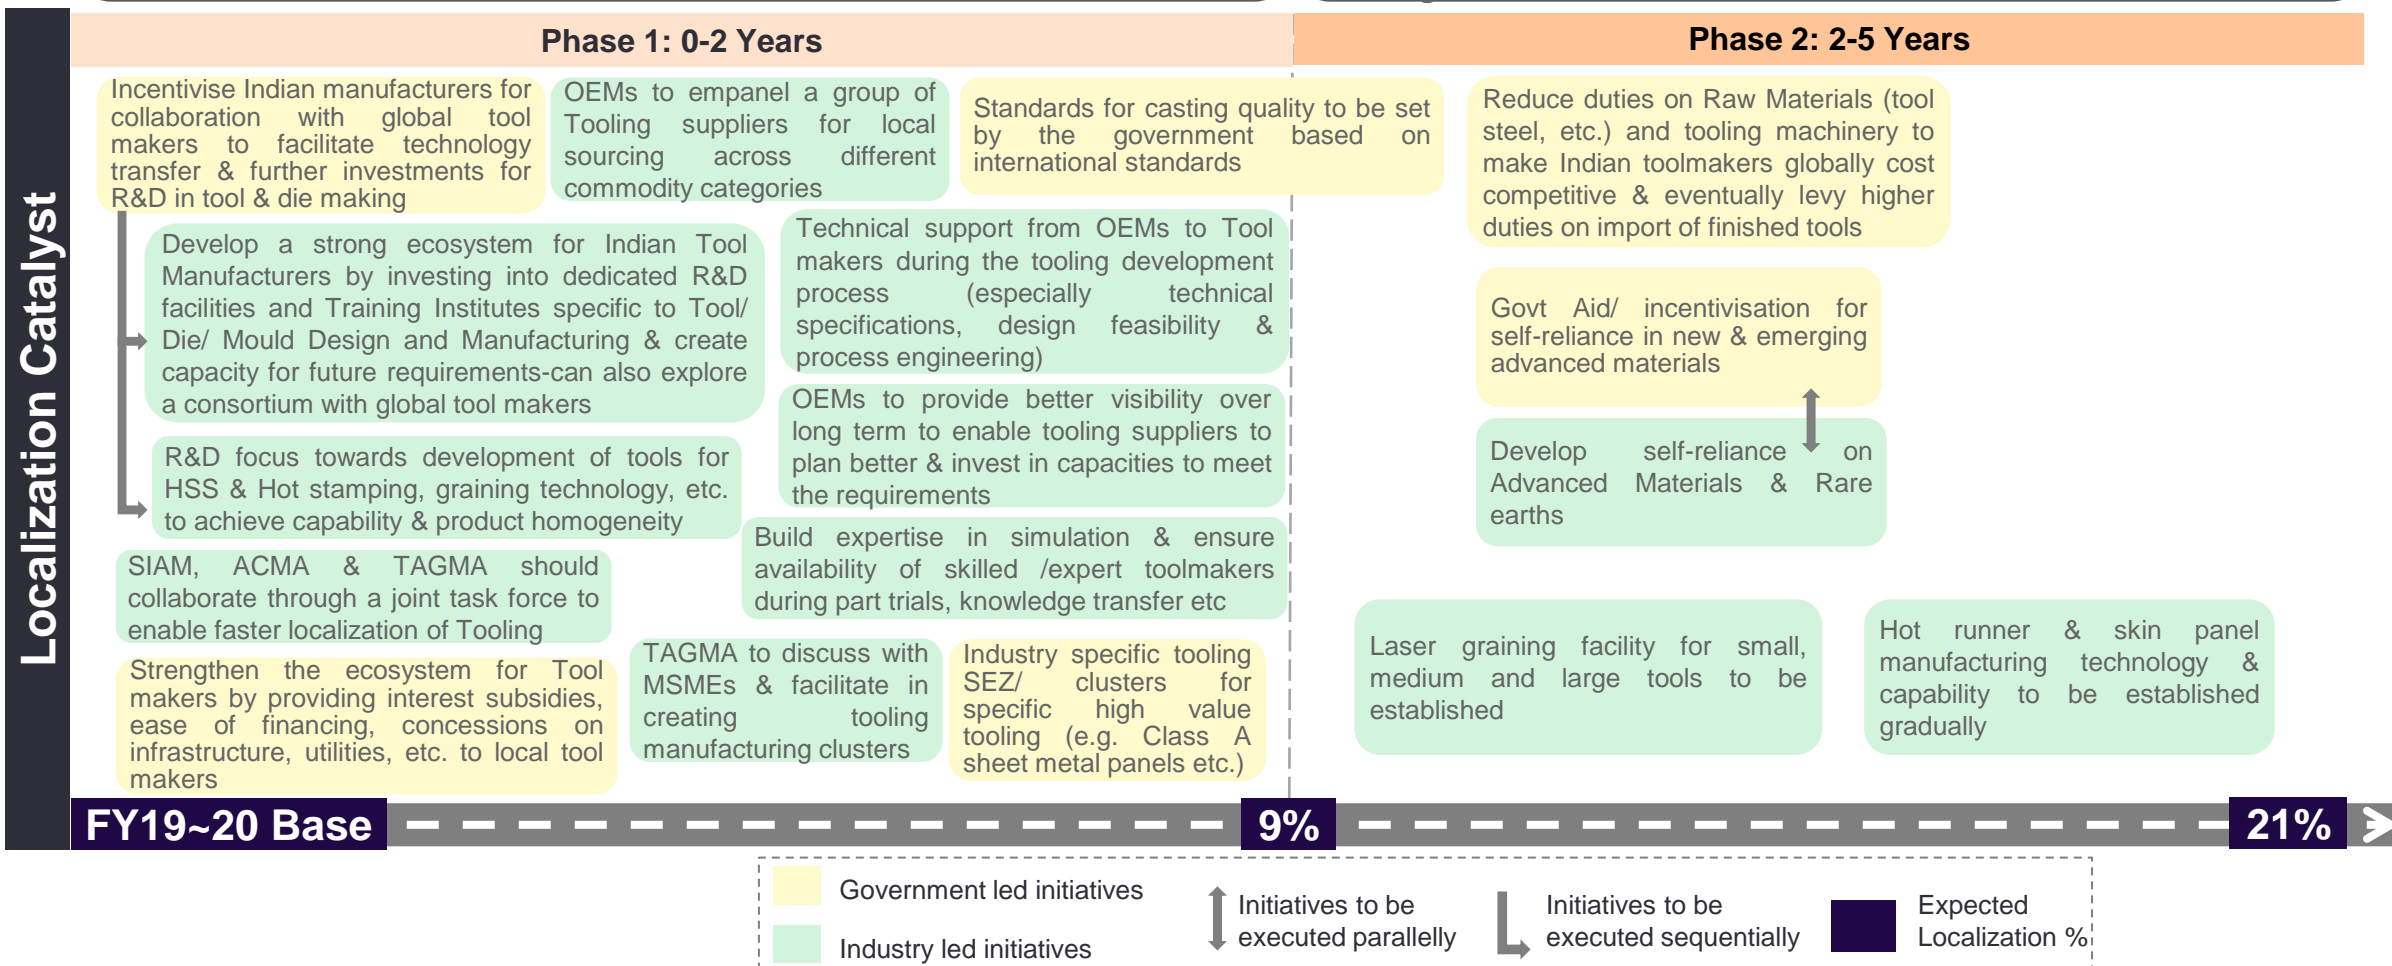 Localization Catalyst
Phase 1: 0-2 Years
Phase 2: 2-5 Years
Incentivise Indian manufacturers for
collaboration with global tool
makers to facilitate technology
transfer & further investments for
R&D in tool & die making
OEMs to empanel a group of
Tooling suppliers for local
sourcing across different
commodity categories
Standards for casting quality to be set
by the government based on
international standards
Reduce duties on Raw Materials (tool
steel, etc.) and tooling machinery to
make Indian toolmakers globally cost
competitive & eventually levy higher
duties on import of finished tools
Develop a strong ecosystem for Indian Tool
Manufacturers by investing into dedicated R&D
facilities and Training Institutes specific to Tool/
Die/ Mould Design and Manufacturing & create
capacity for future requirements-can also explore
a consortium with global tool makers
Technical support from OEMs to Tool
makers during the tooling development
process (especially technical
specifications, design feasibility &
process engineering)
Govt Aid/ incentivisation for
self-reliance in new & emerging
advanced materials
OEMs to provide better visibility over
long term to enable tooling suppliers to
plan better & invest in capacities to meet
the requirements
Develop self-reliance on
Advanced Materials & Rare
earths
R&D focus towards development of tools for
HSS & Hot stamping, graining technology, etc.
to achieve capability & product homogeneity
Build expertise in simulation & ensure
availability of skilled /expert toolmakers
during part trials, knowledge transfer etc
SIAM, ACMA & TAGMA should
collaborate through a joint task force to
enable faster localization of Tooling
Strengthen the ecosystem for Tool
makers by providing interest subsidies,
ease of financing, concessions on
infrastructure, utilities, etc. to local tool
makers
TAGMA to discuss with
MSMEs & facilitate in
creating tooling
manufacturing clusters
Industry specific tooling
SEZ/ clusters for
specific high value
tooling (e.g. Class A
sheet metal panels etc.)
Laser graining facility for small,
medium and large tools to be
established
Hot runner & skin panel
manufacturing technology &
capability to be established
gradually
FY19~20 Base
9%
21%
Government led initiatives
Industry led initiatives
Initiatives to be
executed parallelly
Initiatives to be
executed sequentially
Expected
Localization %